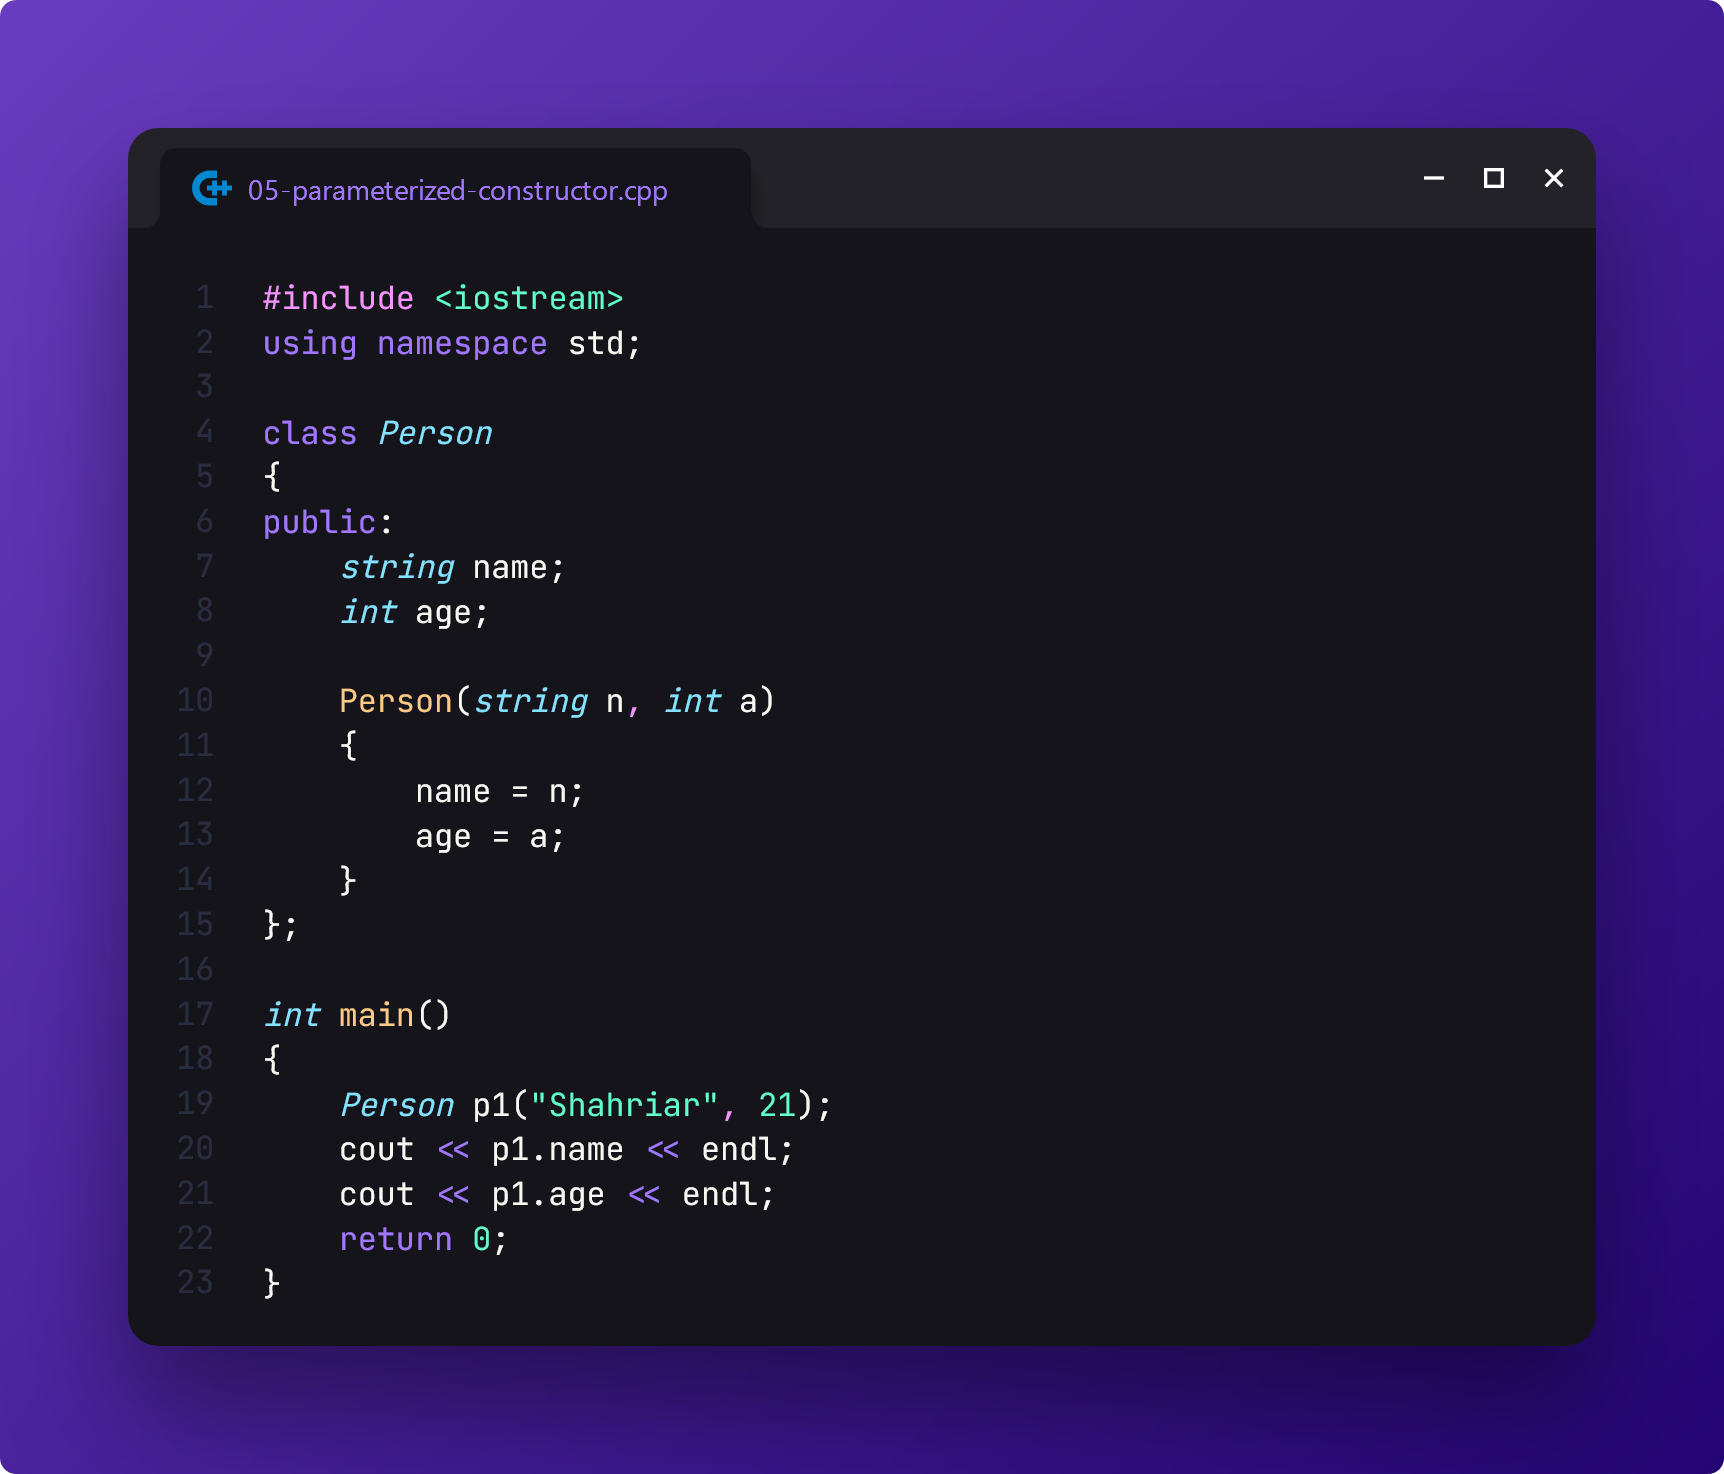 05-parameterized-constructor.cpp
1 #include <iostream>
2 using namespace std;
3
4 class Person
5 {
6 public:
7     string name;
8     int age;
9
10     Person(string n, int a)
11     {
12         name = n;
13         age = a;
14     }
15 };
16
17 int main()
18 {
19     Person p1("Shahriar", 21);
20     cout << p1.name << endl;
21     cout << p1.age << endl;
22     return 0;
23 }